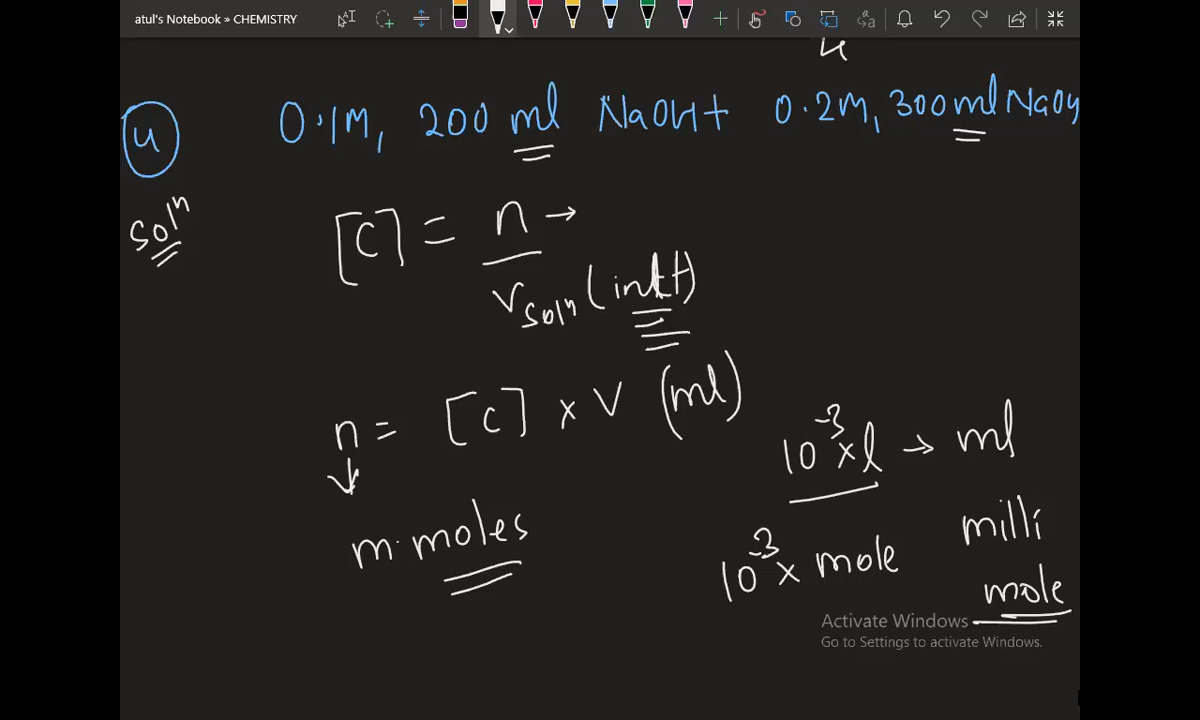 atul's Notebook » CHEMISTRY
4) 0.1M, 200 ml NaOH + 0.2M, 300 ml NaOH
Solⁿ [C] = n →
Vsolⁿ (in lt)
n = [C] × V (ml)
10⁻³ × l → ml
m.moles
milli
10⁻³ × mole
mole
Activate Windows
Go to Settings to activate Windows.